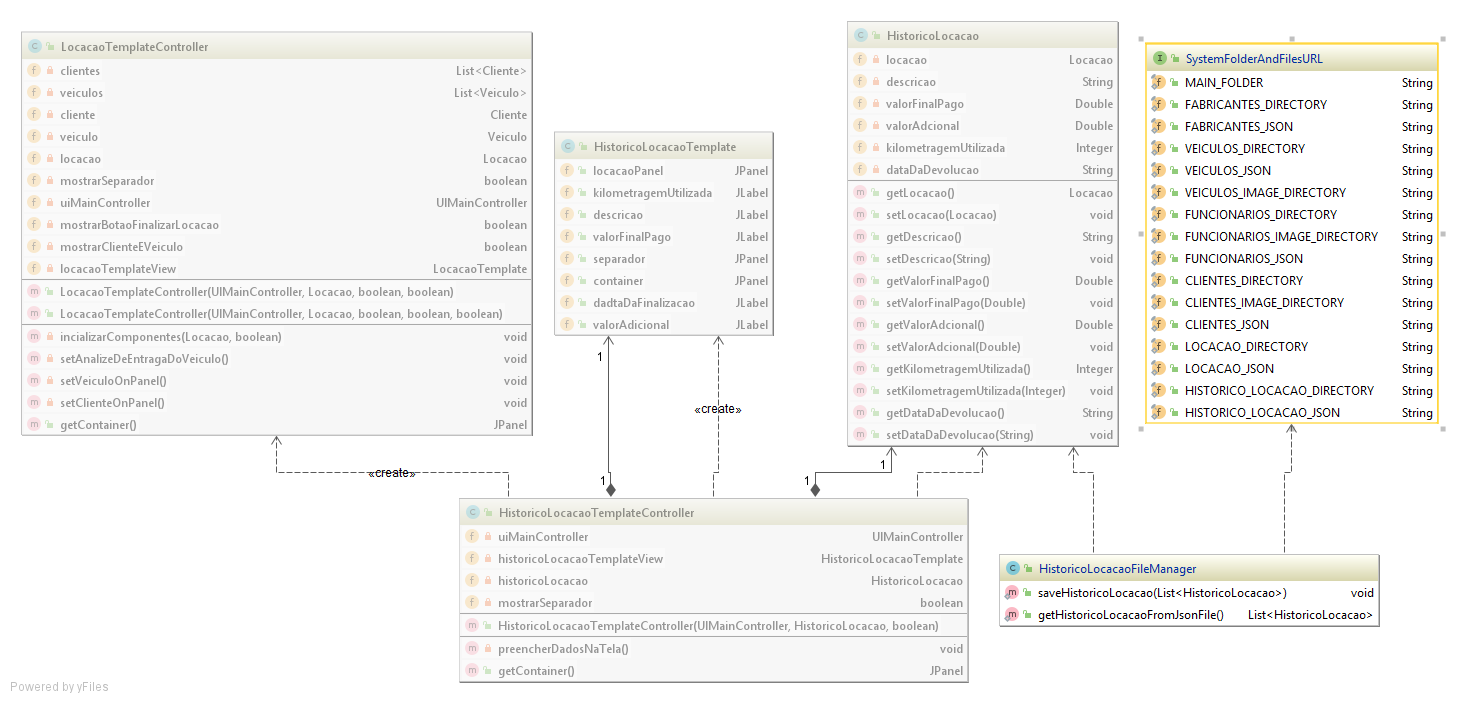 LocacaoTemplateController
clientes List<Cliente>
veiculos List<Veiculo>
cliente Cliente
veiculo Veiculo
locacao Locacao
mostrarSeparador boolean
uiMainController UIMainController
mostrarBotaoFinalizarLocacao boolean
mostrarClienteEVeiculo boolean
locacaoTemplateView LocacaoTemplate
LocacaoTemplateController(UIMainController, Locacao, boolean, boolean)
LocacaoTemplateController(UIMainController, Locacao, boolean, boolean, boolean)
incializarComponentes(Locacao, boolean) void
setAnalizeDeEntragaDoVeiculo() void
setVeiculoOnPanel() void
setClienteOnPanel() void
getContainer() JPanel
HistoricoLocacaoTemplate
locacaoPanel JPanel
kilometragemUtilizada JLabel
descricao JLabel
valorFinalPago JLabel
separador JPanel
container JPanel
dadtaDaFinalizacao JLabel
valorAdicional JLabel
HistoricoLocacao
locacao Locacao
descricao String
valorFinalPago Double
valorAdcional Double
kilometragemUtilizada Integer
dataDaDevolucao String
getLocacao() Locacao
setLocacao(Locacao) void
getDescricao() String
setDescricao(String) void
getValorFinalPago() Double
setValorFinalPago(Double) void
getValorAdcional() Double
setValorAdcional(Double) void
getKilometragemUtilizada() Integer
setKilometragemUtilizada(Integer) void
getDataDaDevolucao() String
setDataDaDevolucao(String) void
SystemFolderAndFilesURL
MAIN_FOLDER String
FABRICANTES_DIRECTORY String
FABRICANTES_JSON String
VEICULOS_DIRECTORY String
VEICULOS_JSON String
VEICULOS_IMAGE_DIRECTORY String
FUNCIONARIOS_DIRECTORY String
FUNCIONARIOS_IMAGE_DIRECTORY String
FUNCIONARIOS_JSON String
CLIENTES_DIRECTORY String
CLIENTES_IMAGE_DIRECTORY String
CLIENTES_JSON String
LOCACAO_DIRECTORY String
LOCACAO_JSON String
HISTORICO_LOCACAO_DIRECTORY String
HISTORICO_LOCACAO_JSON String
1
«create»
1
«create»
1
1
HistoricoLocacaoTemplateController
uiMainController UIMainController
historicoLocacaoTemplateView HistoricoLocacaoTemplate
historicoLocacao HistoricoLocacao
mostrarSeparador boolean
HistoricoLocacaoTemplateController(UIMainController, HistoricoLocacao, boolean)
preencherDadosNaTela() void
getContainer() JPanel
HistoricoLocacaoFileManager
saveHistoricoLocacao(List<HistoricoLocacao>) void
getHistoricoLocacaoFromJsonFile() List<HistoricoLocacao>
Powered by yFiles